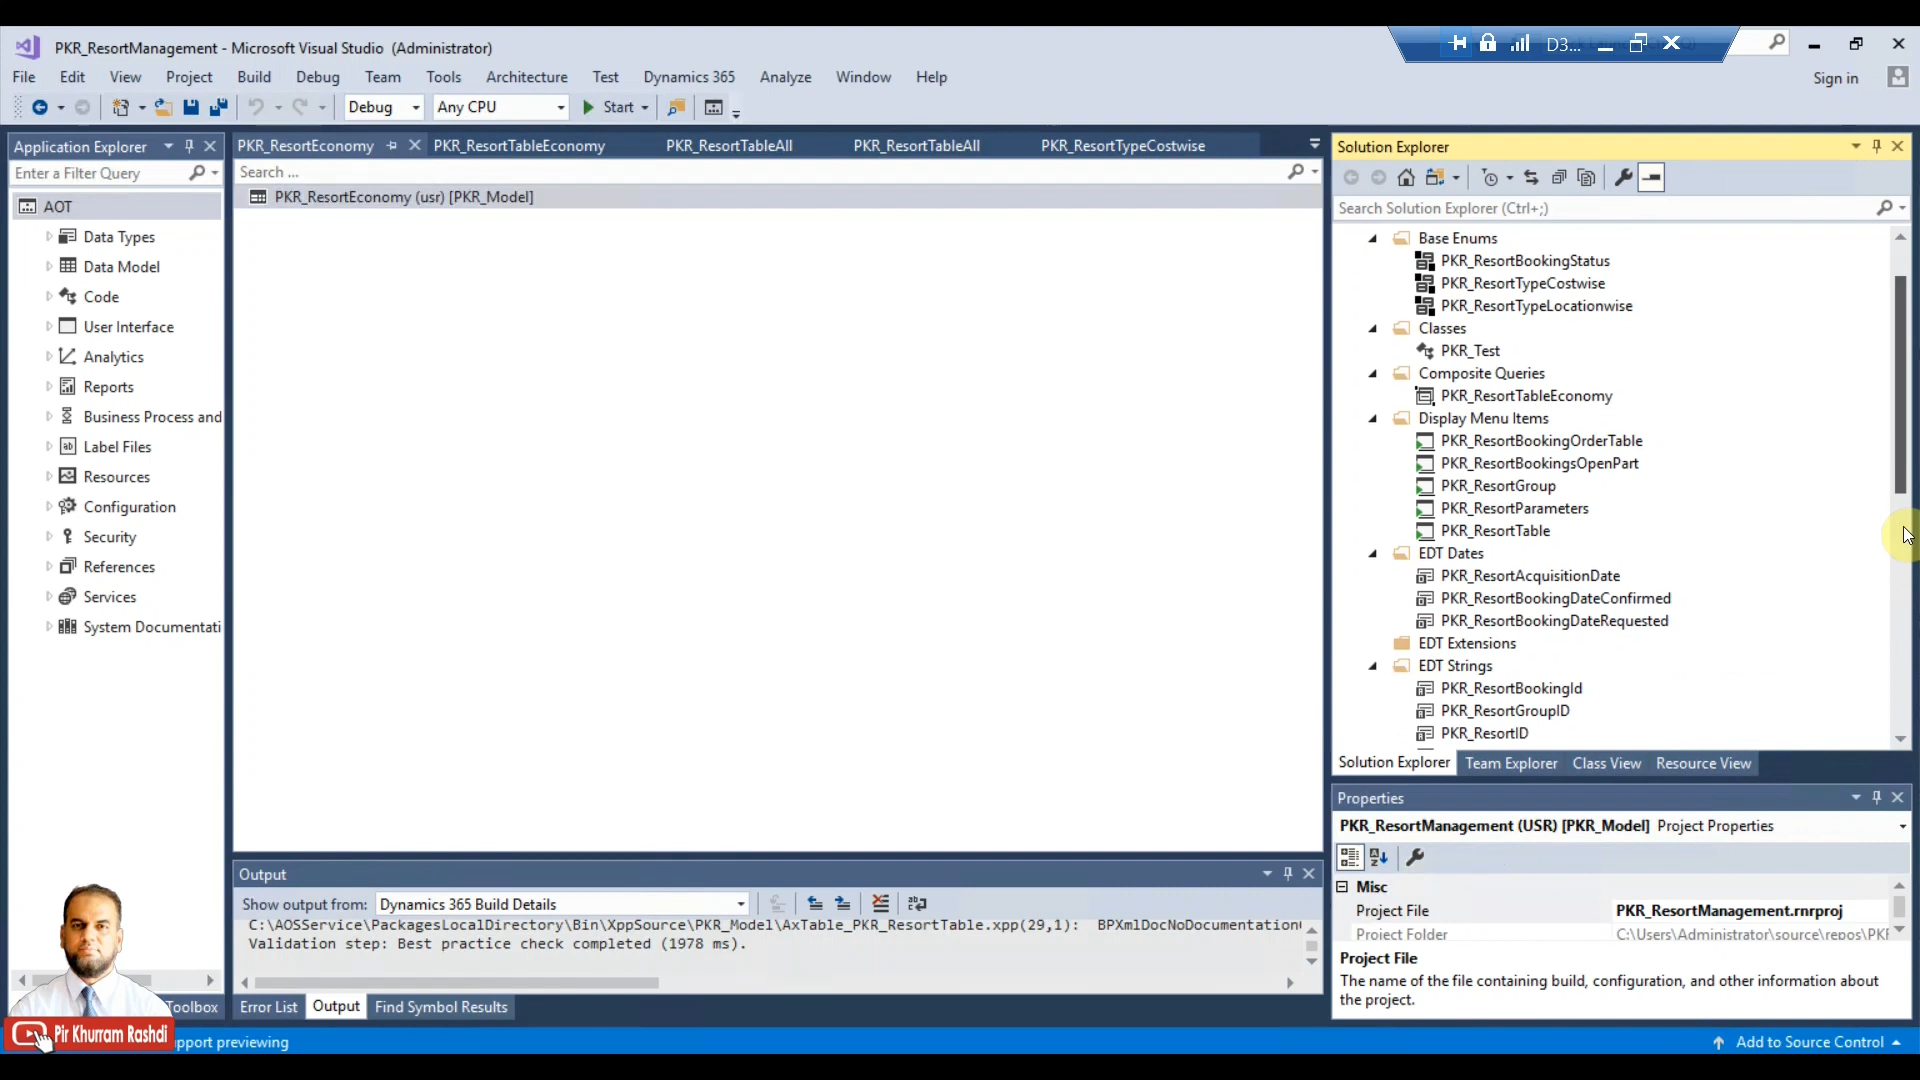 PKR_ResortManagement - Microsoft Visual Studio (Administrator)
D3...
File Edit View Project Build Debug Team Tools Architecture Test Dynamics 365 Analyze Window Help
Sign in
Debug Any CPU Start
Application Explorer
Enter a Filter Query
AOT
Data Types
Data Model
Code
User Interface
Analytics
Reports
Business Process and
Label Files
Resources
Configuration
Security
References
Services
System Documentati
Toolbox
PKR_ResortEconomy PKR_ResortTableEconomy PKR_ResortTableAll PKR_ResortTableAll PKR_ResortTypeCostwise
Search ...
PKR_ResortEconomy (usr) [PKR_Model]
Output
Show output from: Dynamics 365 Build Details
C:\AOSService\PackagesLocalDirectory\Bin\XppSource\PKR_Model\AxTable_PKR_ResortTable.xpp(29,1): BPXmlDocNoDocumentation
Validation step: Best practice check completed (1978 ms).
Error List Output Find Symbol Results
Solution Explorer
Search Solution Explorer (Ctrl+;)
Base Enums
PKR_ResortBookingStatus
PKR_ResortTypeCostwise
PKR_ResortTypeLocationwise
Classes
PKR_Test
Composite Queries
PKR_ResortTableEconomy
Display Menu Items
PKR_ResortBookingOrderTable
PKR_ResortBookingsOpenPart
PKR_ResortGroup
PKR_ResortParameters
PKR_ResortTable
EDT Dates
PKR_ResortAcquisitionDate
PKR_ResortBookingDateConfirmed
PKR_ResortBookingDateRequested
EDT Extensions
EDT Strings
PKR_ResortBookingId
PKR_ResortGroupID
PKR_ResortID
Solution Explorer Team Explorer Class View Resource View
Properties
PKR_ResortManagement (USR) [PKR_Model] Project Properties
Misc
Project File PKR_ResortManagement.rnrproj
Project Folder C:\Users\Administrator\source\repos\PKR
Project File
The name of the file containing build, configuration, and other information about
the project.
Pir Khurram Rashdi
pport previewing
Add to Source Control